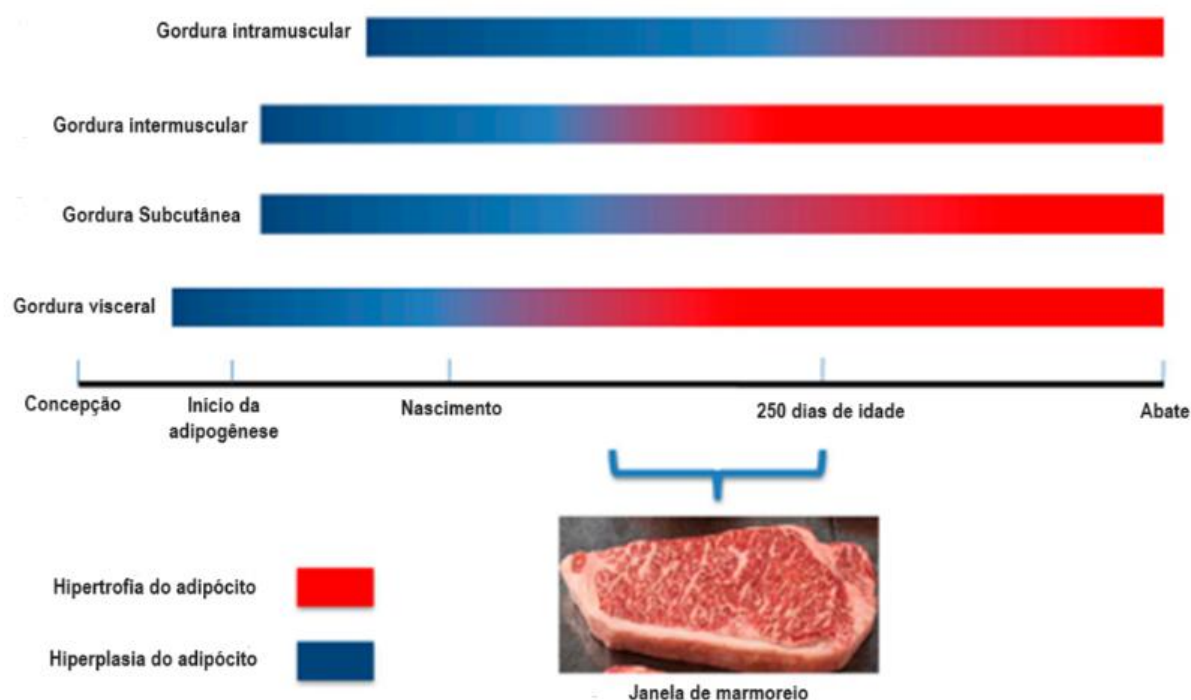 Gordura intramuscular
Gordura intermuscular
Gordura Subcutânea
Gordura visceral
Concepção
Início da
adipogênese
Nascimento
250 dias de idade
Abate
Hipertrofia do adipócito
Hiperplasia do adipócito
Janela de marmoreio